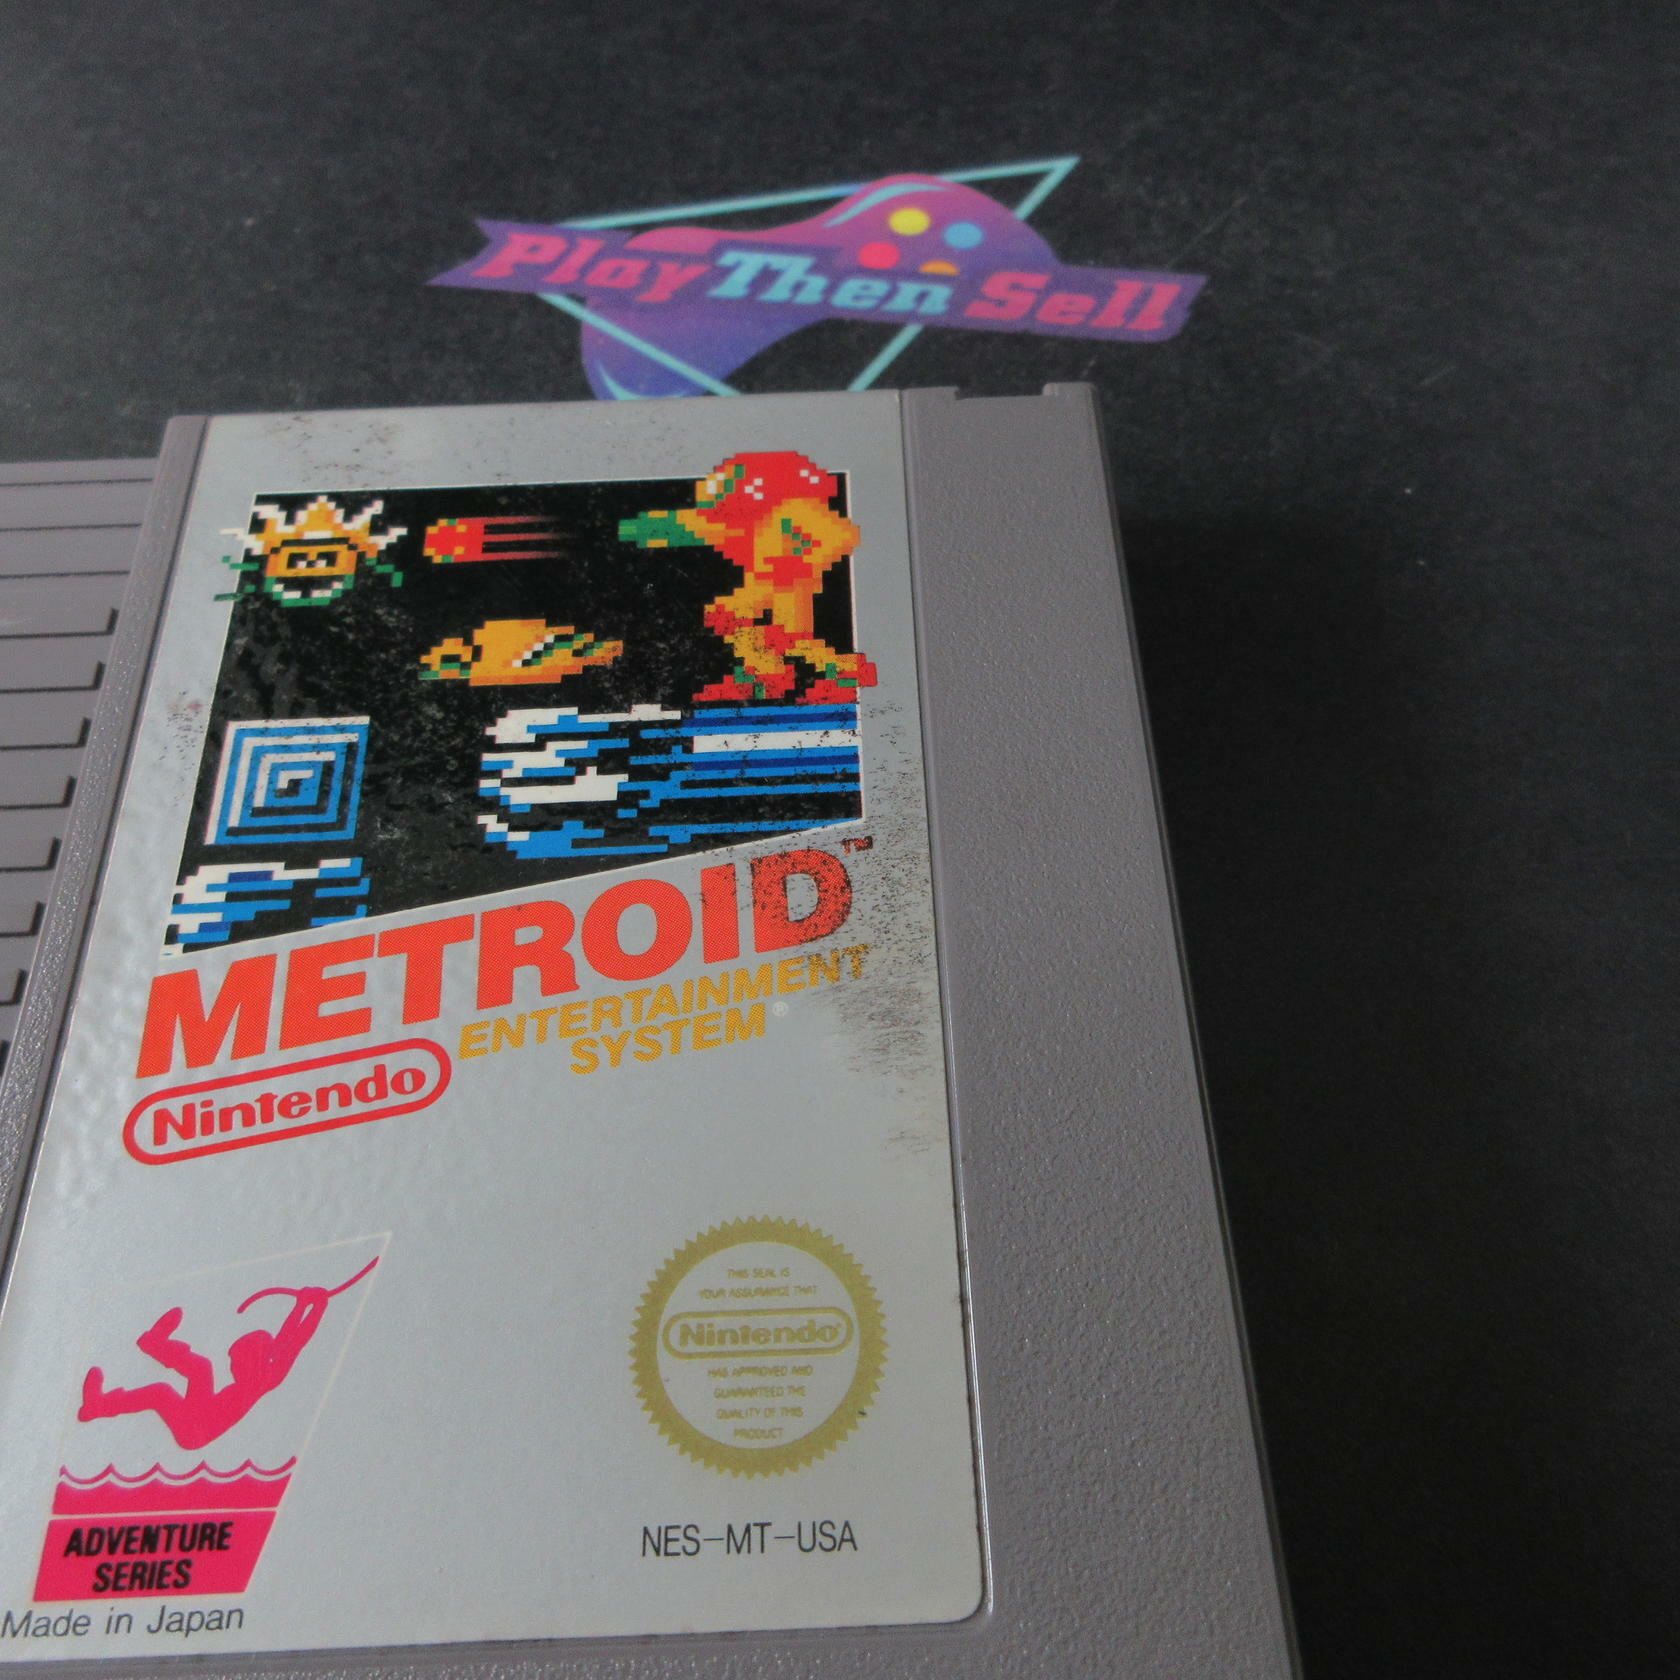 Play Then Sell
METROID™
Nintendo
ENTERTAINMENT
SYSTEM®
THIS SEAL IS
YOUR ASSURANCE THAT
Nintendo®
HAS APPROVED AND
GUARANTEED THE
QUALITY OF THIS
PRODUCT
NES-MT-USA
ADVENTURE
SERIES
Made in Japan